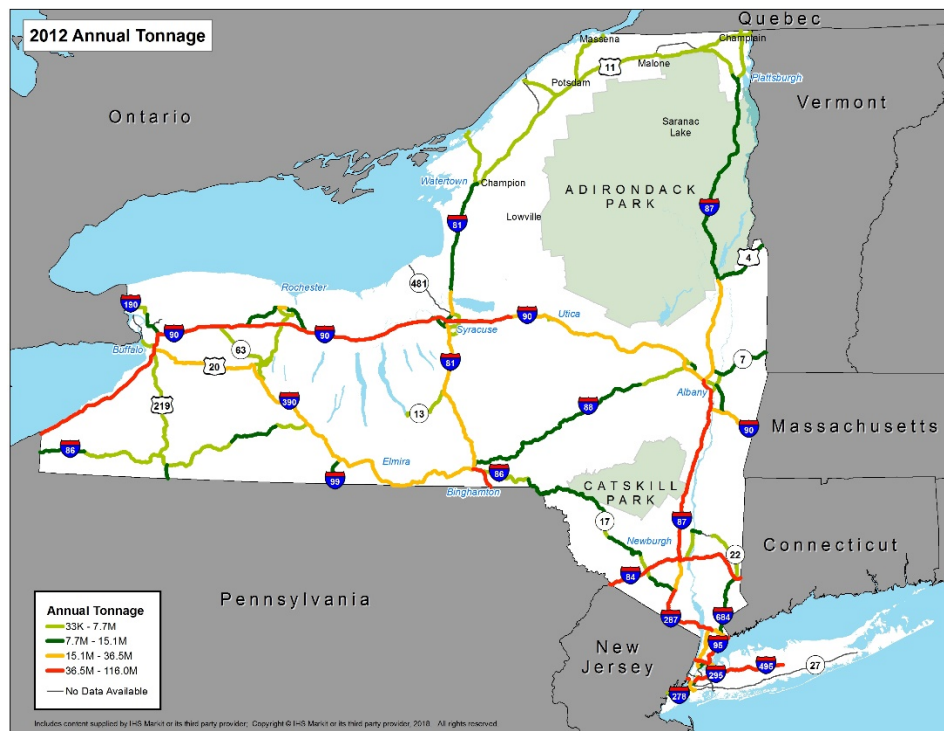 2012 Annual Tonnage
Quebec
Massena
Champlain
11
Malone
Potsdam
Plattsburgh
Ontario
Vermont
Saranac
Lake
Watertown
Champion
ADIRONDACK
PARK
Lowville
87
81
4
481
Rochester
190
90
Utica
90
90
Syracuse
Buffalo
63
20
81
7
Albany
390
88
219
13
90
Massachusetts
86
Elmira
86
99
Binghamton
CATSKILL
PARK
17
87
Newburgh
Connecticut
22
84
Pennsylvania
287
684
95
New
Jersey
495
27
295
278
Annual Tonnage
33K - 7.7M
7.7M - 15.1M
15.1M - 36.5M
36.5M - 116.0M
No Data Available
Includes content supplied by IHS Markit or its third party provider; Copyright © IHS Markit or its third party provider, 2018. All rights reserved